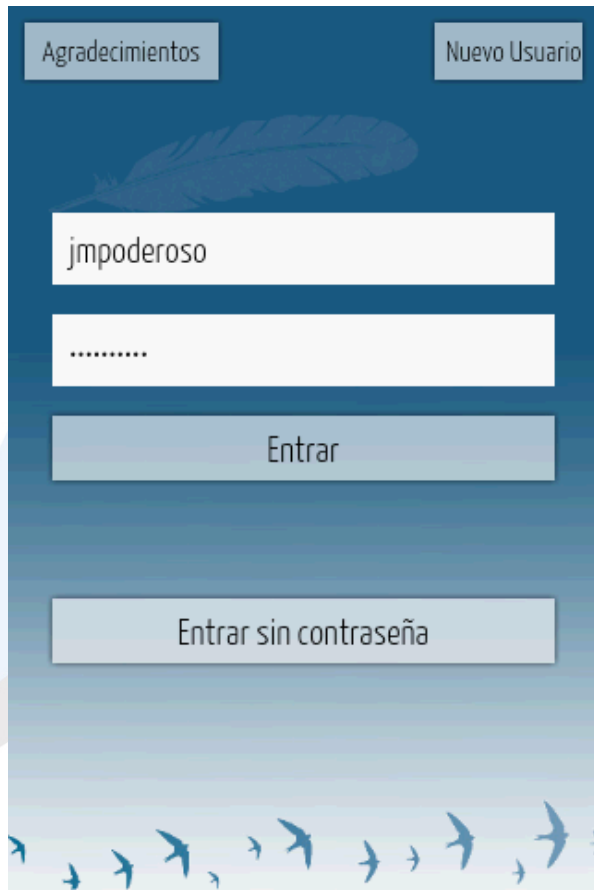 Agradecimientos
Nuevo Usuario
jmpoderoso
..........
Entrar
Entrar sin contraseña